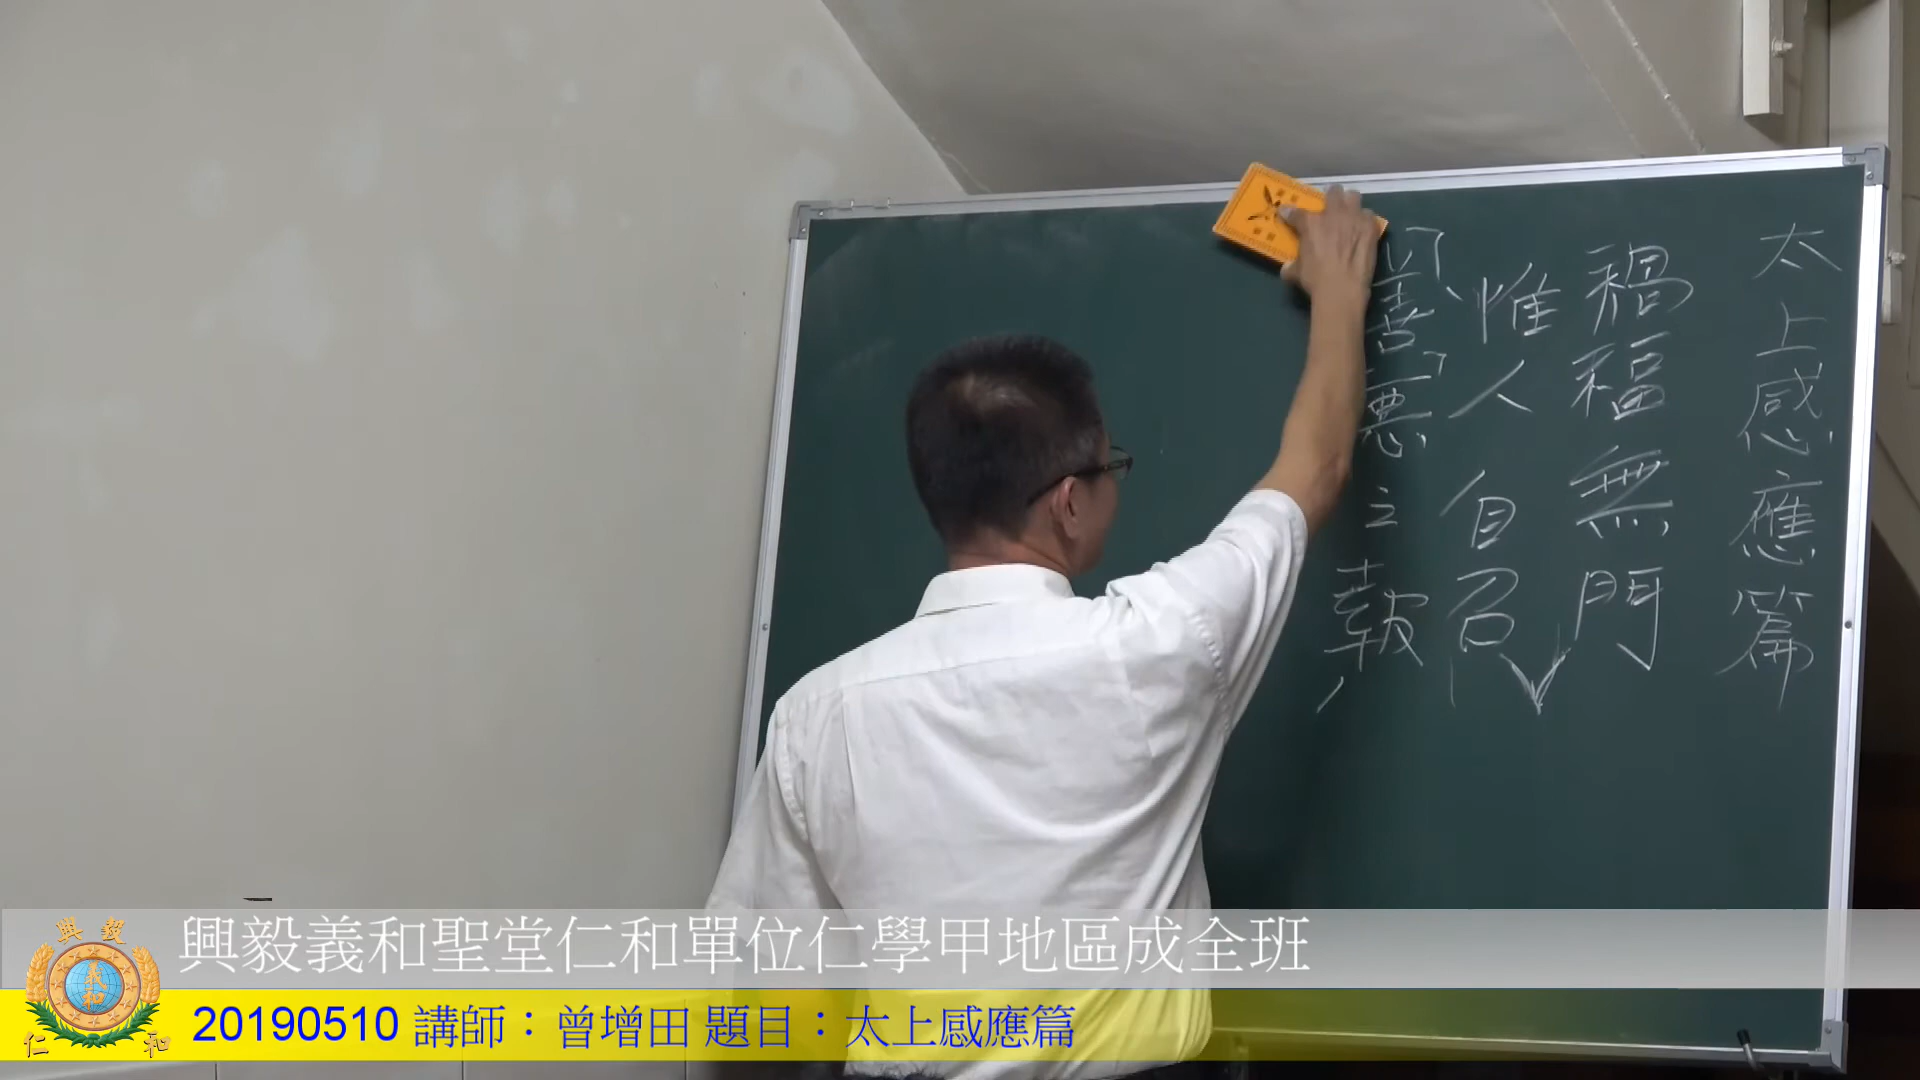 太上感應篇
禍福無門
惟人自召
善惡之報
興毅義和聖堂仁和單位仁學甲地區成全班
20190510 講師：曾增田 題目：太上感應篇
興毅
義和
仁和